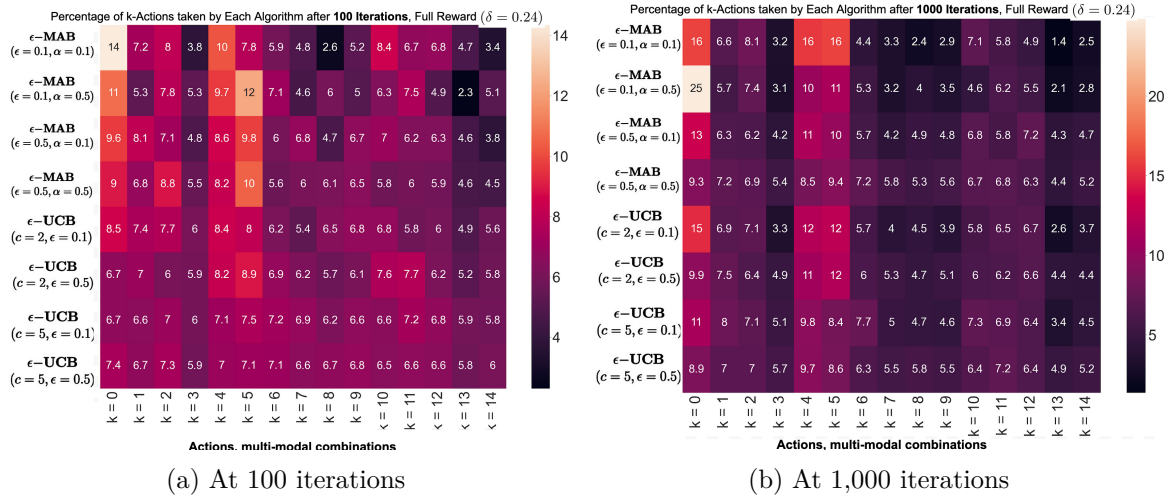 Percentage of k-Actions taken by Each Algorithm after 100 Iterations, Full Reward (δ = 0.24)
ϵ−MAB
(ϵ = 0.1, α = 0.1)
14 7.2 8 3.8 10 7.8 5.9 4.8 2.6 5.2 8.4 6.7 6.8 4.7 3.4
ϵ−MAB
(ϵ = 0.1, α = 0.5)
11 5.3 7.8 5.3 9.7 12 7.1 4.6 6 5 6.3 7.5 4.9 2.3 5.1
ϵ−MAB
(ϵ = 0.5, α = 0.1)
9.6 8.1 7.1 4.8 8.6 9.8 6 6.8 4.7 6.7 7 6.2 6.3 4.6 3.8
ϵ−MAB
(ϵ = 0.5, α = 0.5)
9 6.8 8.8 5.5 8.2 10 5.6 6 6.1 6.5 5.8 6 5.9 4.6 4.5
ϵ−UCB
(c = 2, ϵ = 0.1)
8.5 7.4 7.7 6 8.4 8 6.2 5.4 6.5 6.8 6.8 5.8 6 4.9 5.6
ϵ−UCB
(c = 2, ϵ = 0.5)
6.7 7 6 5.9 8.2 8.9 6.9 6.2 5.7 6.1 7.6 7.7 6.2 5.2 5.8
ϵ−UCB
(c = 5, ϵ = 0.1)
6.7 6.6 7 6 7.1 7.5 7.2 6.9 6.2 6.6 6.6 7.2 6.8 5.9 5.8
ϵ−UCB
(c = 5, ϵ = 0.5)
7.4 6.7 7.3 5.9 7 7.1 7.1 6.6 6.2 6.8 6.7 6.6 6.6 5.8 6
k = 0 k = 1 k = 2 k = 3 k = 4 k = 5 k = 6 k = 7 k = 8 k = 9 k = 10 k = 11 k = 12 k = 13 k = 14
14
12
10
8
6
4
Actions, multi-modal combinations
(a) At 100 iterations
Percentage of k-Actions taken by Each Algorithm after 1000 Iterations, Full Reward (δ = 0.24)
ϵ−MAB
(ϵ = 0.1, α = 0.1)
16 6.6 8.1 3.2 16 16 4.4 3.3 2.4 2.9 7.1 5.8 4.9 1.4 2.5
ϵ−MAB
(ϵ = 0.1, α = 0.5)
25 5.7 7.4 3.1 10 11 5.3 3.2 4 3.5 4.6 6.2 5.5 2.1 2.8
ϵ−MAB
(ϵ = 0.5, α = 0.1)
13 6.3 6.2 4.2 11 10 5.7 4.2 4.9 4.8 6.8 5.8 7.2 4.3 4.7
ϵ−MAB
(ϵ = 0.5, α = 0.5)
9.3 7.2 6.9 5.4 8.5 9.4 7.2 5.8 5.3 5.6 5.7 6.8 7 4.4 5.2
ϵ−UCB
(c = 2, ϵ = 0.1)
15 6.9 7.1 3.3 12 12 5.7 4 4.5 3.9 5.8 6.5 6.7 2.6 3.7
ϵ−UCB
(c = 2, ϵ = 0.5)
9.9 7.5 6.4 4.9 11 12 6 5.3 4.7 5.1 6 6.2 6.6 4.4 4.4
ϵ−UCB
(c = 5, ϵ = 0.1)
11 8 7.1 5.1 9.8 8.4 7.7 5 4.7 4.6 7.3 6.9 6.4 3.4 4.5
ϵ−UCB
(c = 5, ϵ = 0.5)
8.9 7 7 5.7 9.7 8.6 6.3 5.5 5.8 5.5 6.4 7.2 6.4 4.9 5.2
k = 0 k = 1 k = 2 k = 3 k = 4 k = 5 k = 6 k = 7 k = 8 k = 9 k = 10 k = 11 k = 12 k = 13 k = 14
20
15
10
5
Actions, multi-modal combinations
(b) At 1,000 iterations